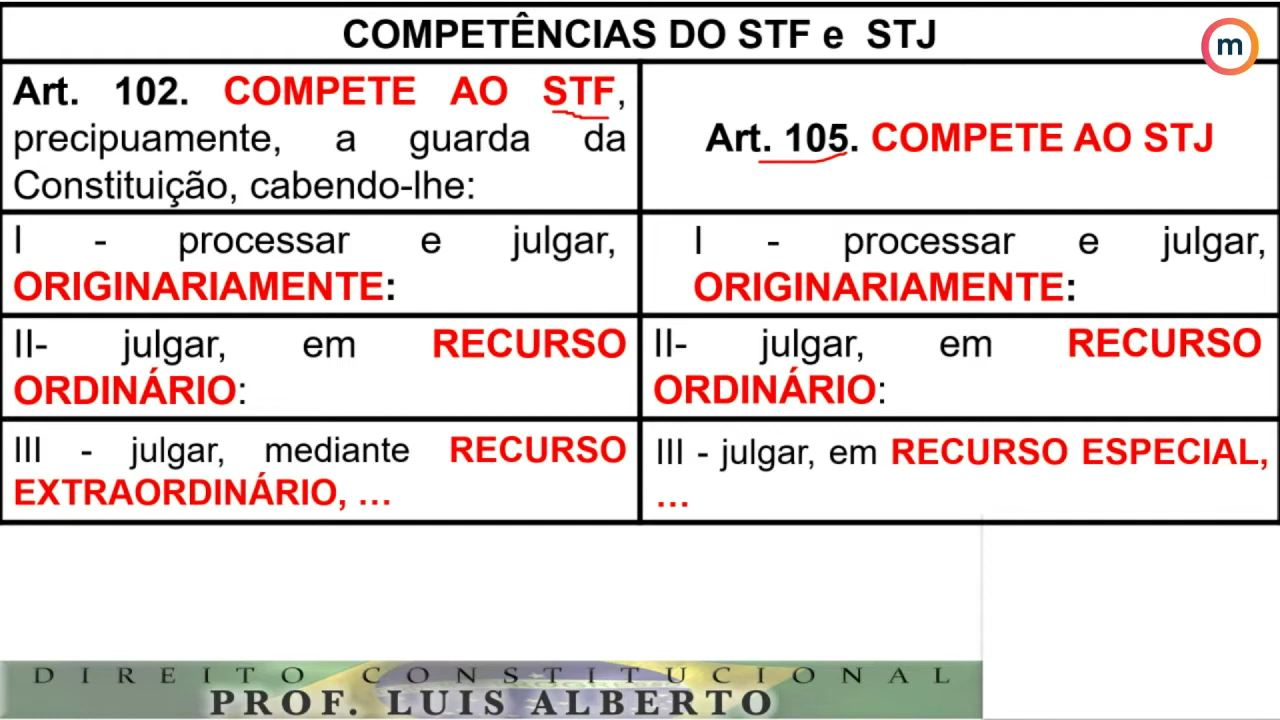 COMPETÊNCIAS DO STF e STJ
m
Art. 102. COMPETE AO STF,
precipuamente, a guarda da
Constituição, cabendo-lhe:
Art. 105. COMPETE AO STJ
I - processar e julgar,
ORIGINARIAMENTE:
I - processar e julgar,
ORIGINARIAMENTE:
II- julgar, em RECURSO
ORDINÁRIO:
II- julgar, em RECURSO
ORDINÁRIO:
III - julgar, mediante RECURSO
EXTRAORDINÁRIO, ...
III - julgar, em RECURSO ESPECIAL,
...
DIREITO CONSTITUCIONAL
PROF. LUIS ALBERTO